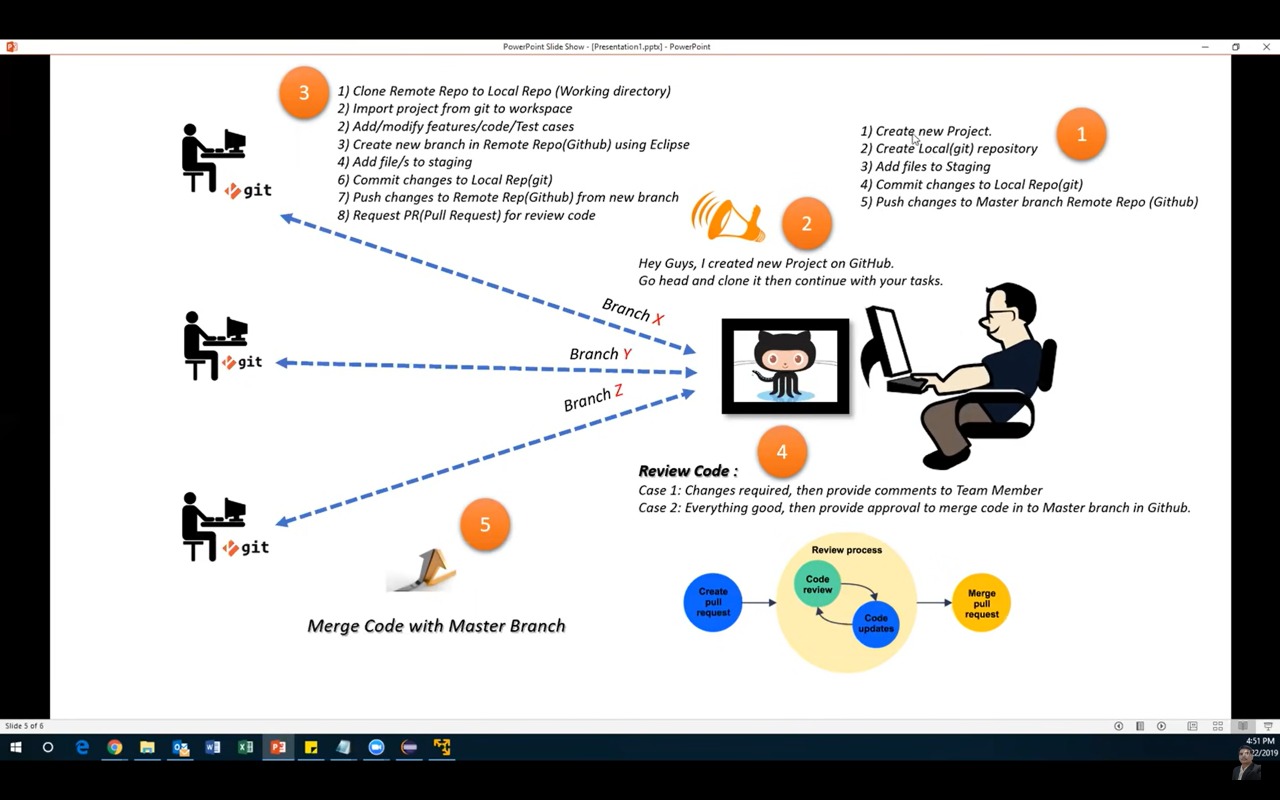 PowerPoint Slide Show - [Presentation1.pptx] - PowerPoint
3
1) Clone Remote Repo to Local Repo (Working directory)
2) Import project from git to workspace
2) Add/modify features/code/Test cases
3) Create new branch in Remote Repo(Github) using Eclipse
4) Add file/s to staging
6) Commit changes to Local Rep(git)
7) Push changes to Remote Rep(Github) from new branch
8) Request PR(Pull Request) for review code
1
1) Create new Project.
2) Create Local(git) repository
3) Add files to Staging
4) Commit changes to Local Repo(git)
5) Push changes to Master branch Remote Repo (Github)
git
2
Hey Guys, I created new Project on GitHub.
Go head and clone it then continue with your tasks.
Branch X
Branch Y
Branch Z
git
git
4
Review Code :
Case 1: Changes required, then provide comments to Team Member
Case 2: Everything good, then provide approval to merge code in to Master branch in Github.
5
Merge Code with Master Branch
Review process
Create
pull
request
Code
review
Code
updates
Merge
pull
request
Slide 5 of 6
4:51 PM
22/2019